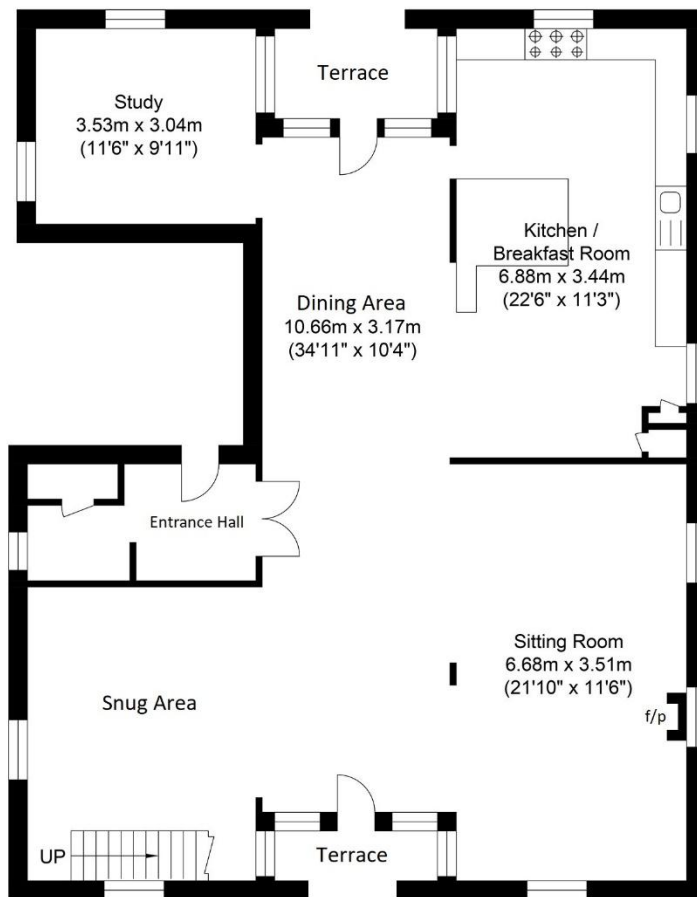 Terrace
Study
3.53m x 3.04m
(11'6" x 9'11")
Kitchen /
Breakfast Room
6.88m x 3.44m
(22'6" x 11'3")
Dining Area
10.66m x 3.17m
(34'11" x 10'4")
Entrance Hall
Sitting Room
6.68m x 3.51m
(21'10" x 11'6")
f/p
Snug Area
UP
Terrace